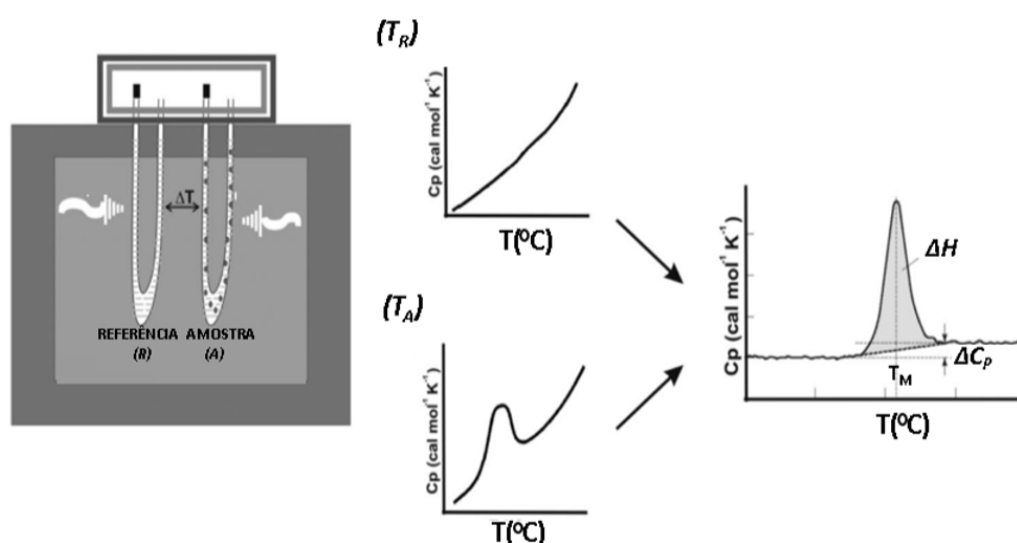 (T_R)
Cp (cal mol⁻¹ K⁻¹)
T(ºC)
ΔT
REFERÊNCIA AMOSTRA
(R) (A)
(T_A)
Cp (cal mol⁻¹ K⁻¹)
T(ºC)
Cp (cal mol⁻¹ K⁻¹)
ΔH
ΔC_p
T_M
T(ºC)